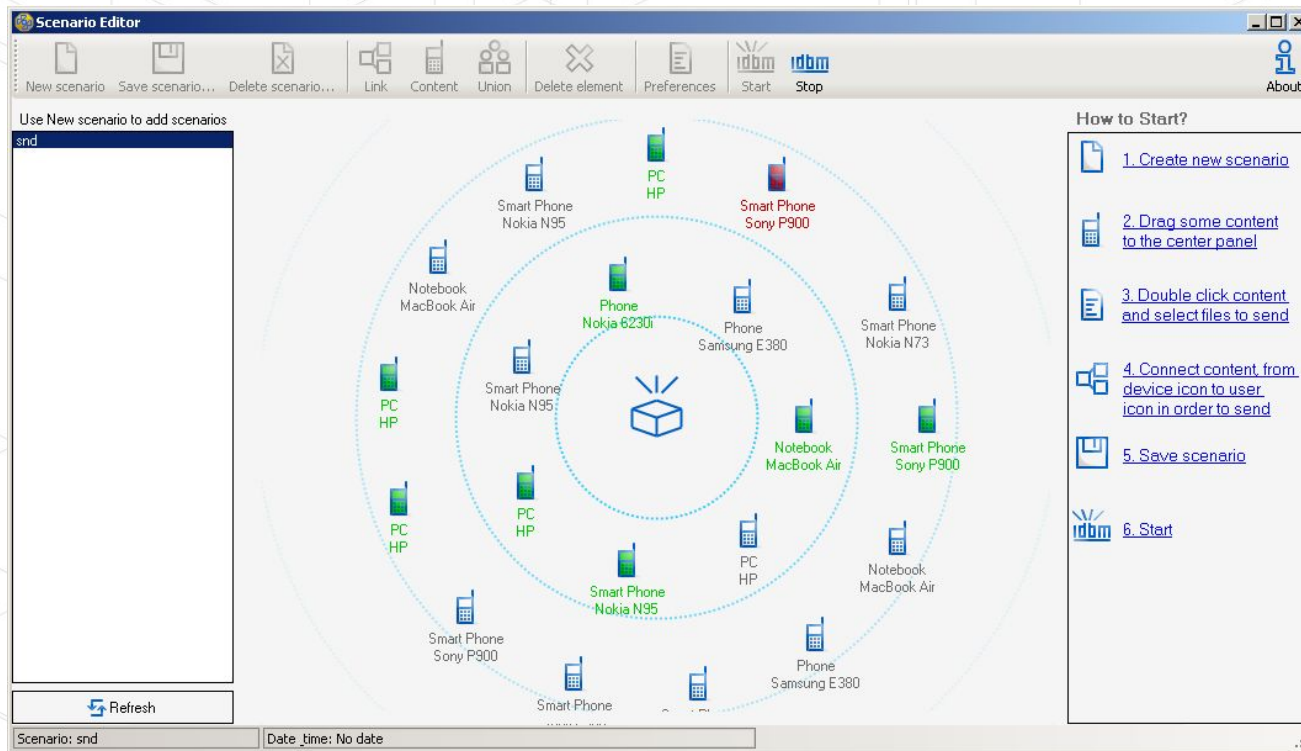 Scenario Editor
New scenario Save scenario... Delete scenario... Link Content Union Delete element Preferences idbm Start idbm Stop About
Use New scenario to add scenarios
snd
Refresh
PC
HP
Smart Phone
Nokia N95
Smart Phone
Sony P900
Notebook
MacBook Air
Phone
Nokia 6230i
Phone
Samsung E380
Smart Phone
Nokia N73
Smart Phone
Nokia N95
PC
HP
Notebook
MacBook Air
Smart Phone
Sony P900
PC
HP
PC
HP
PC
HP
Smart Phone
Nokia N95
Notebook
MacBook Air
Smart Phone
Sony P900
Phone
Samsung E380
Smart Phone
How to Start?
1. Create new scenario
2. Drag some content
to the center panel
3. Double click content
and select files to send
4. Connect content, from
device icon to user
icon in order to send
5. Save scenario
idbm 6. Start
Scenario: snd
Date_time: No date